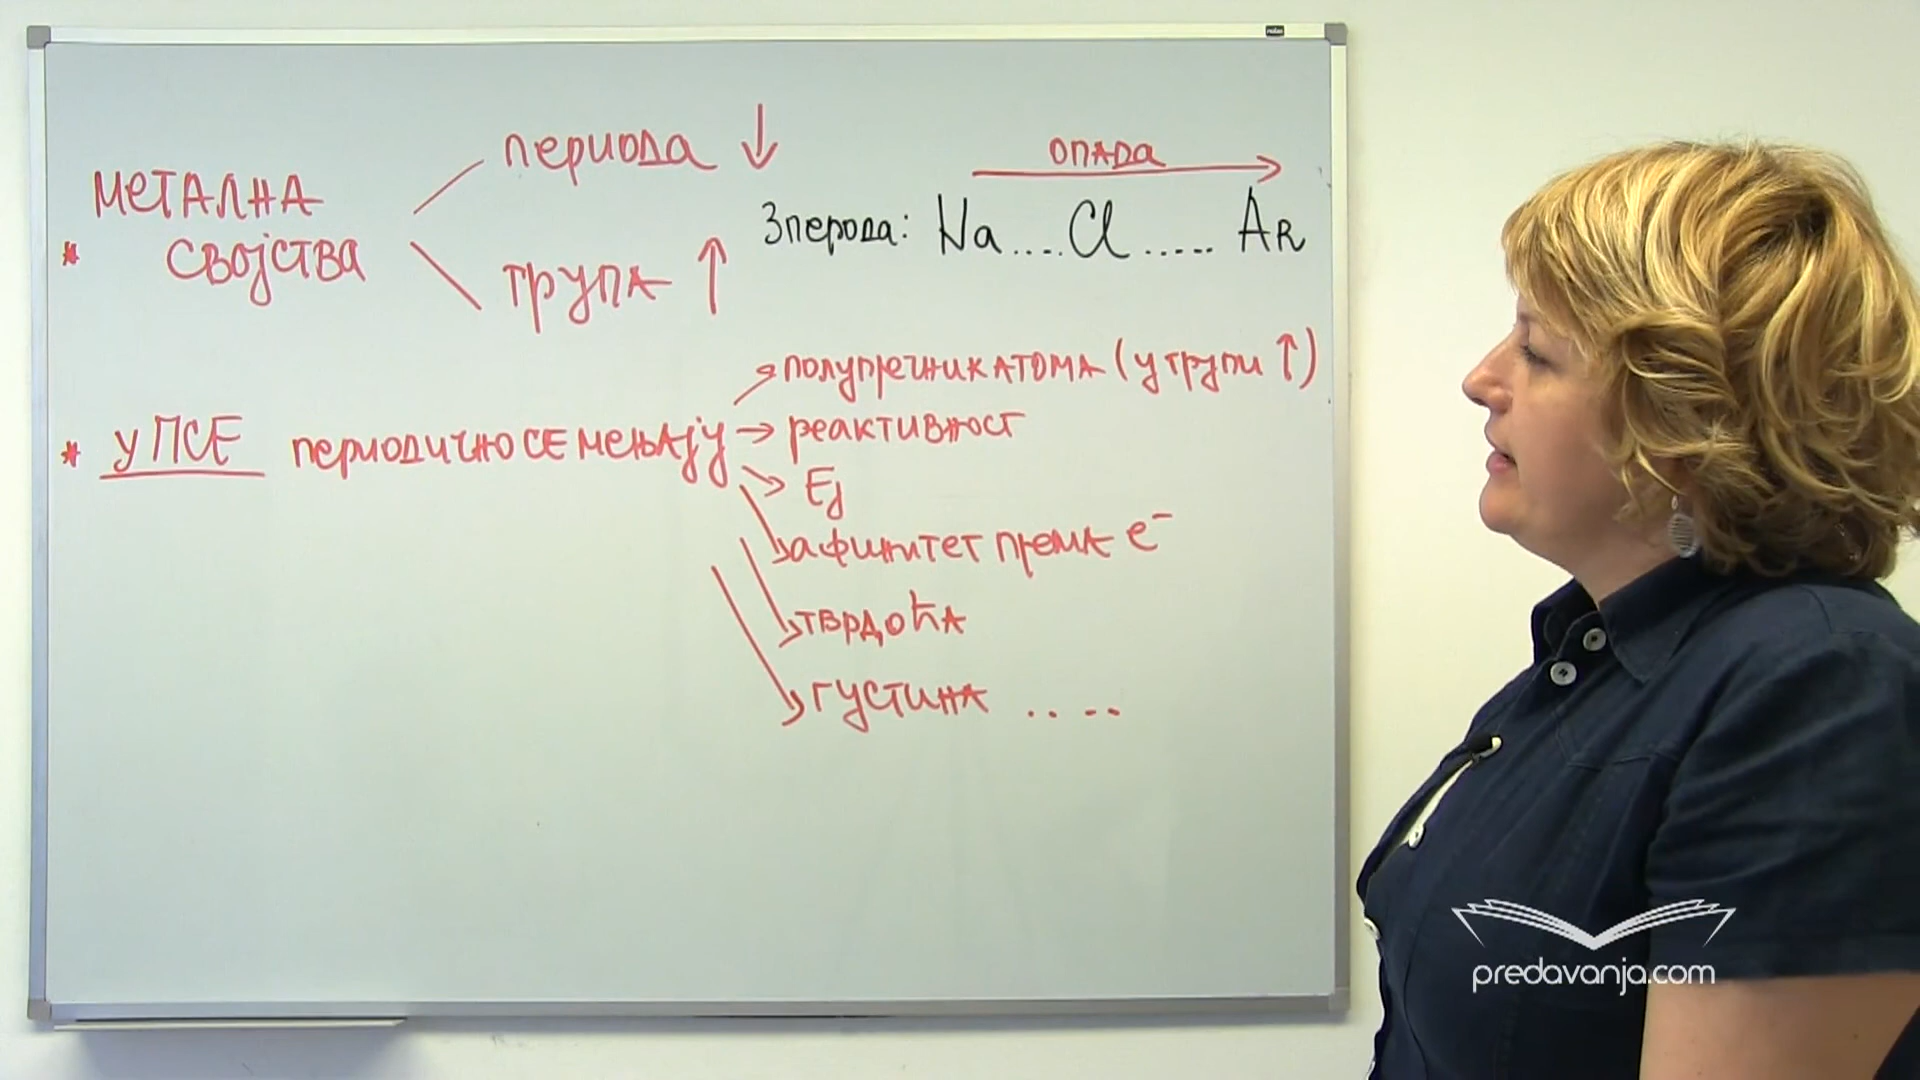 периода ↓
МЕТАЛНА
* СВОЈСТВА
група ↑
опада
3 перода: Na....Cl.....Ar
* у ПСЕ периодично се мењају
→ полупречник атома (у групи ↑)
→ реактивност
→ Ej
→ афинитет према e⁻
→ тврдоћа
→ густина .. ..
predavanja.com